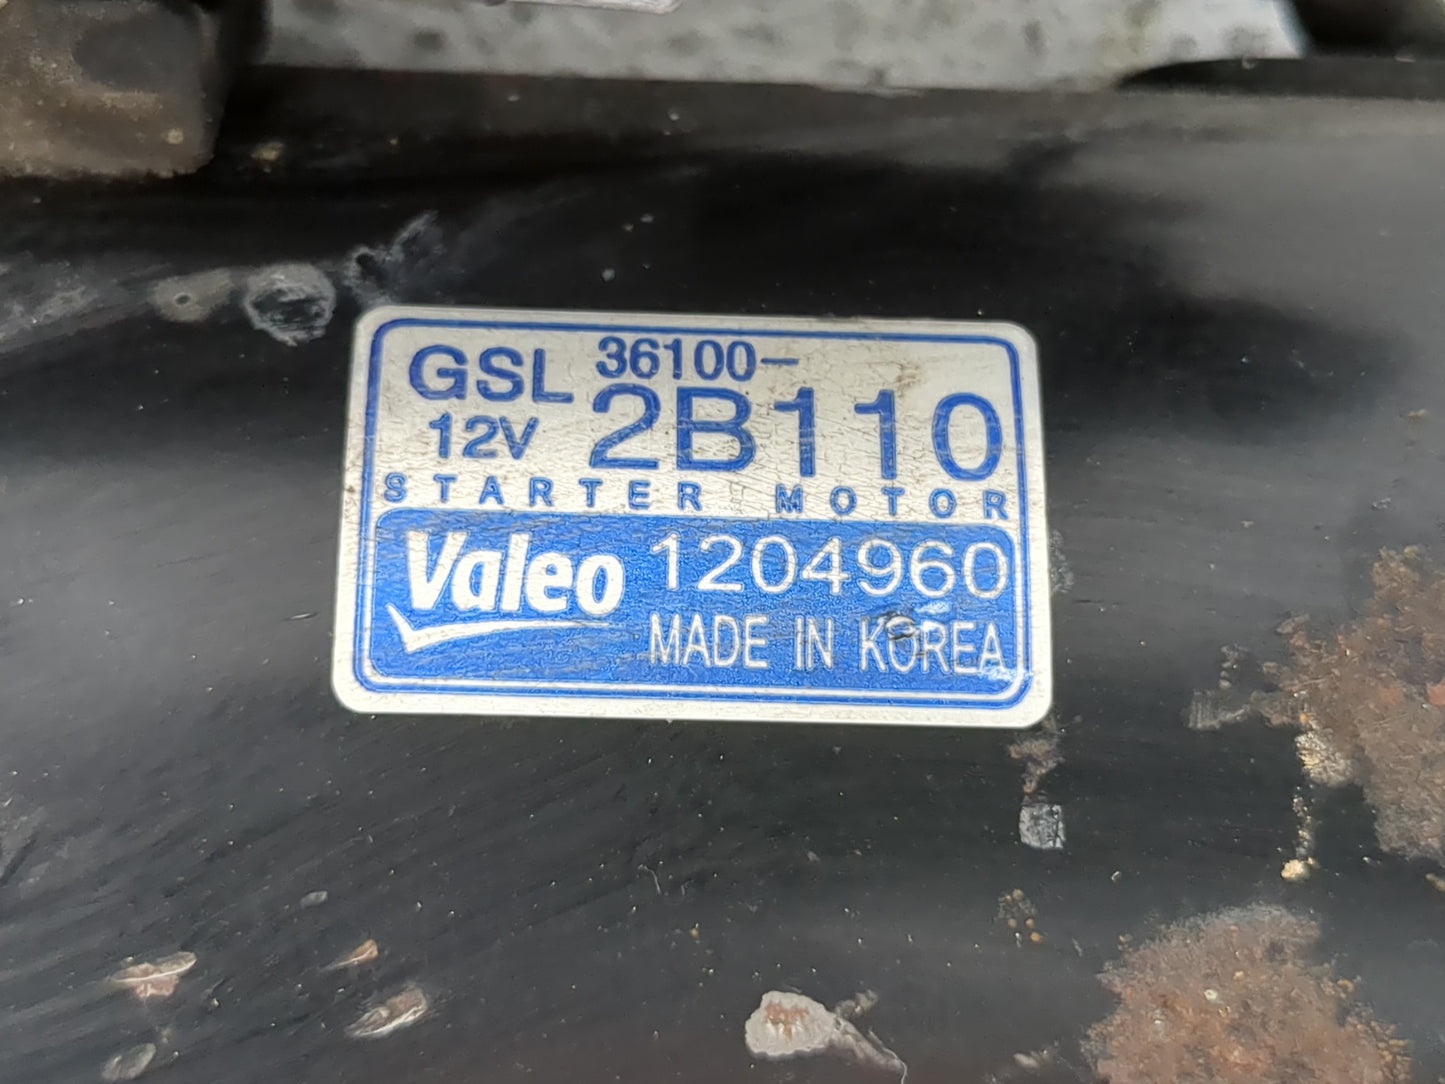 GSL 36100-
12V 2B110
STARTER MOTOR
Valeo 1204960
MADE IN KOREA